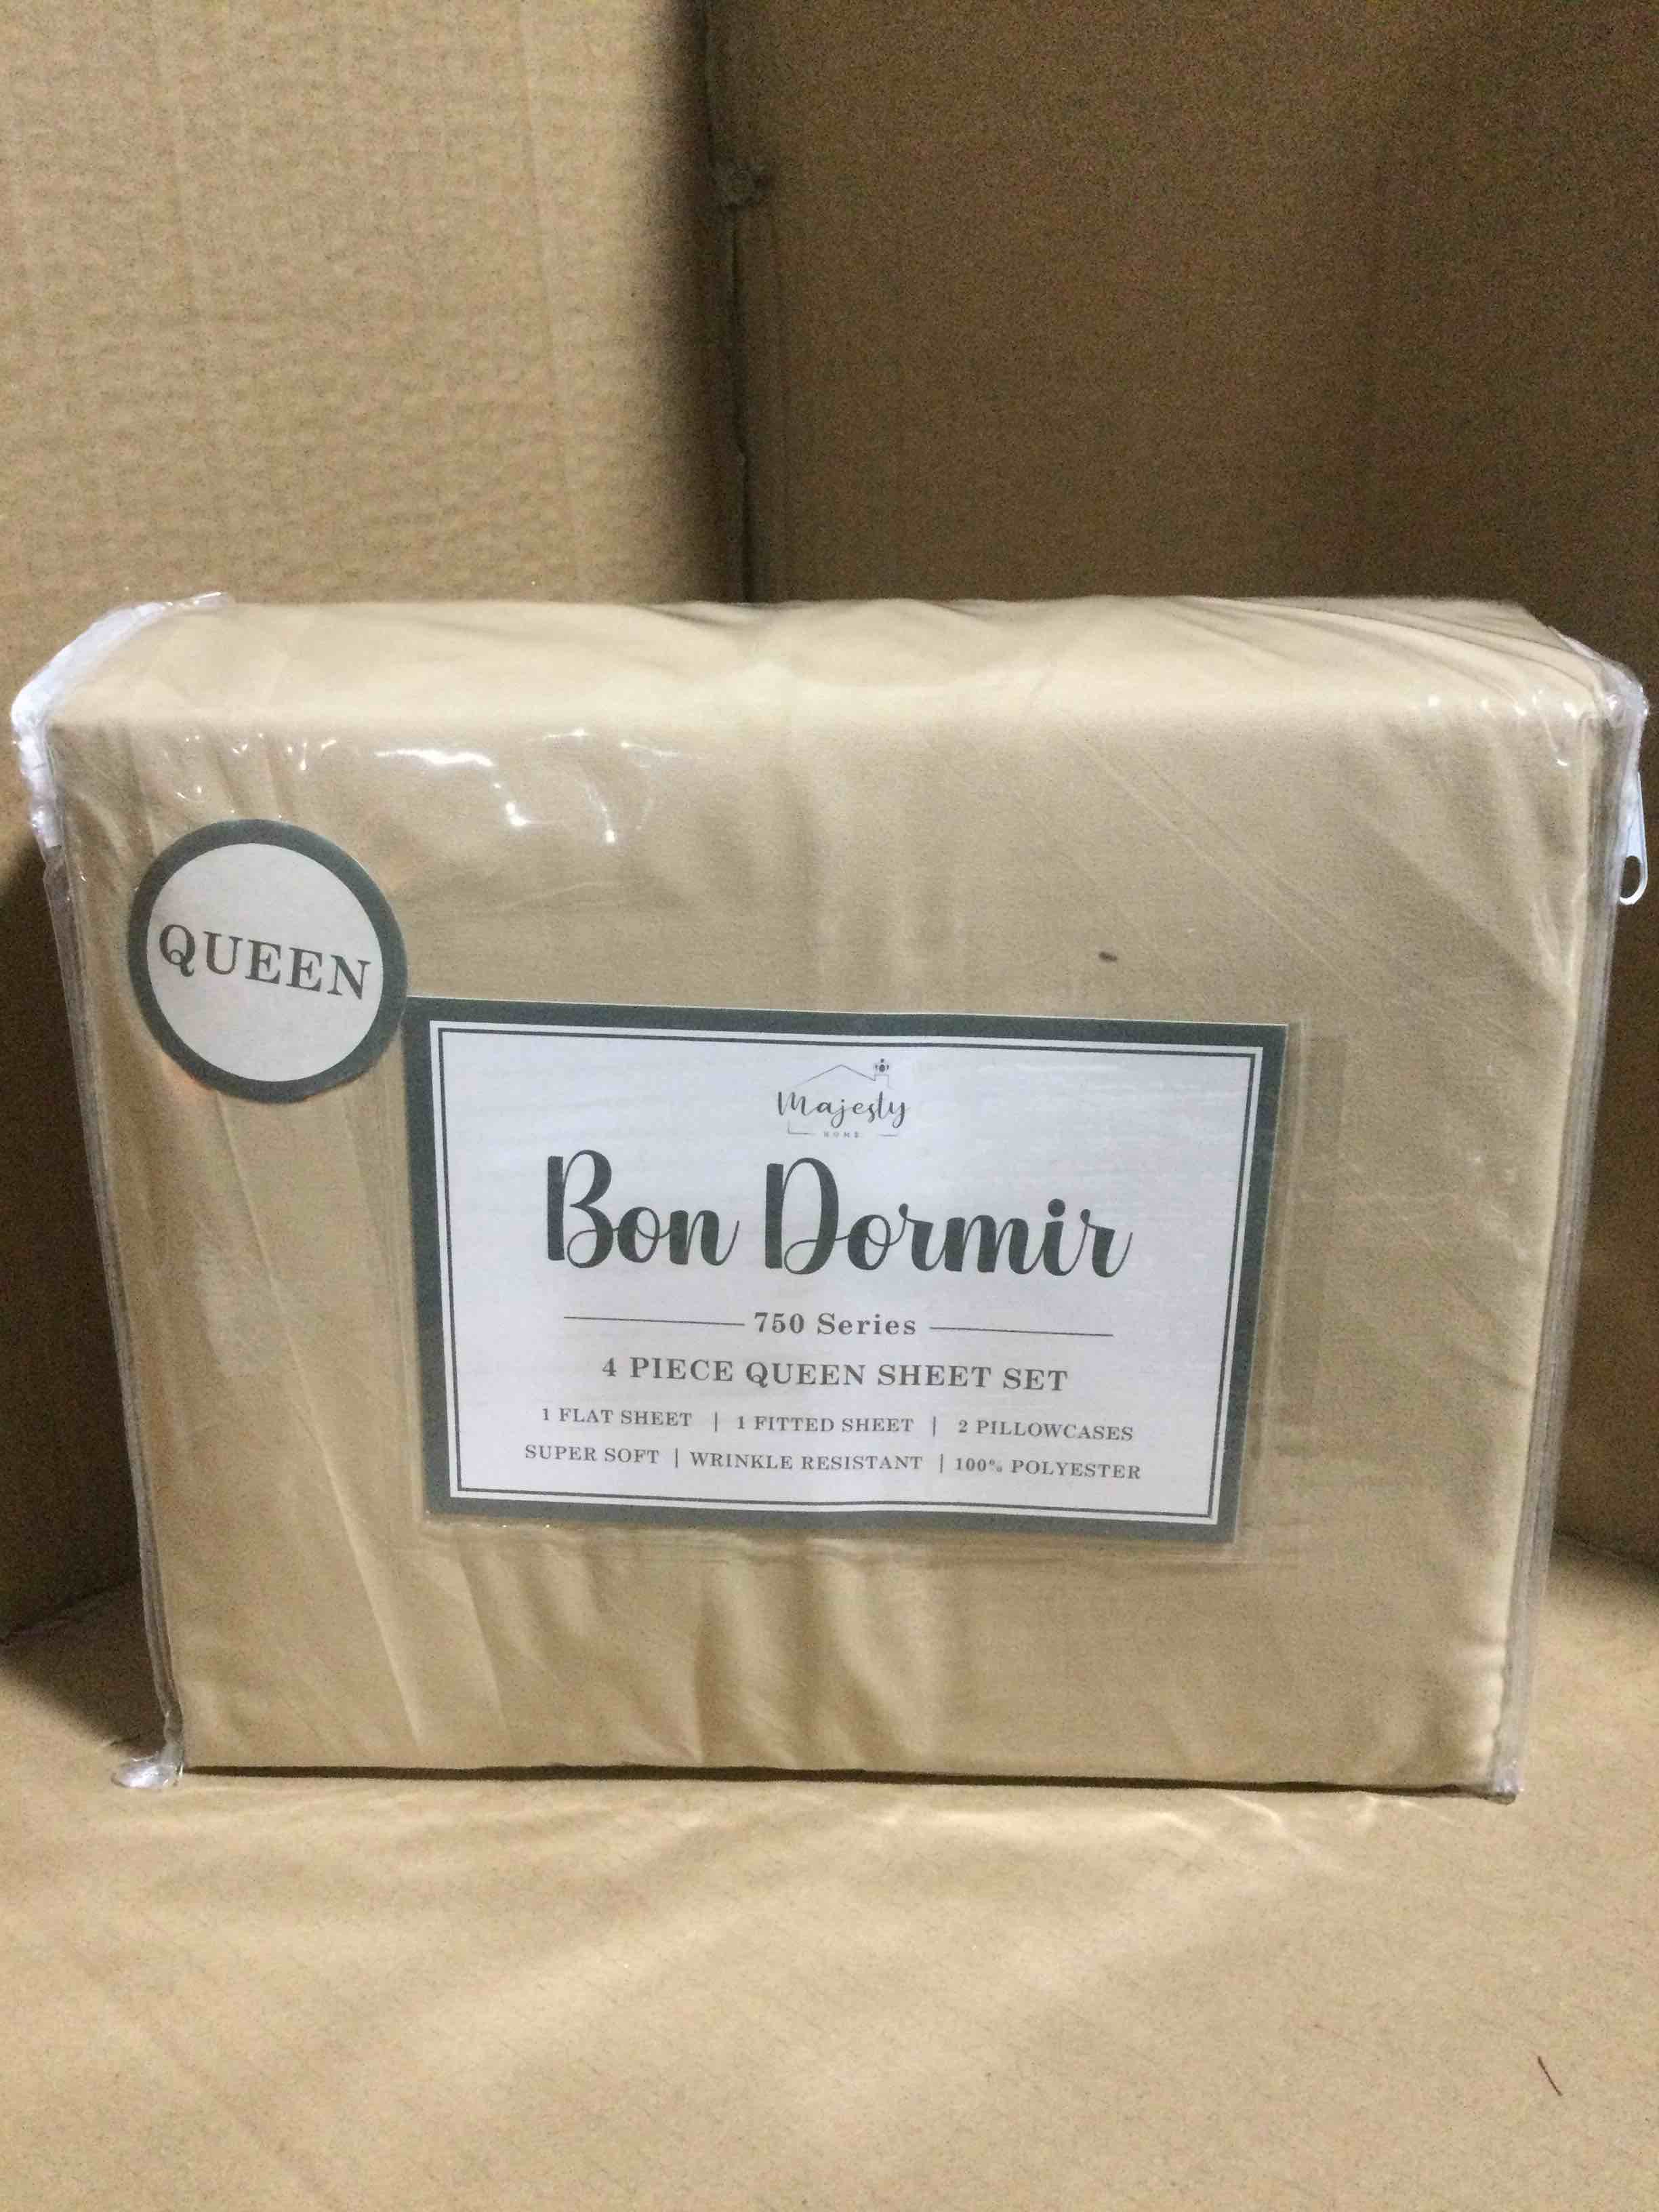 QUEEN
Majesty
HOME
Bon Dormir
750 Series
4 PIECE QUEEN SHEET SET
1 FLAT SHEET | 1 FITTED SHEET | 2 PILLOWCASES
SUPER SOFT | WRINKLE RESISTANT | 100% POLYESTER